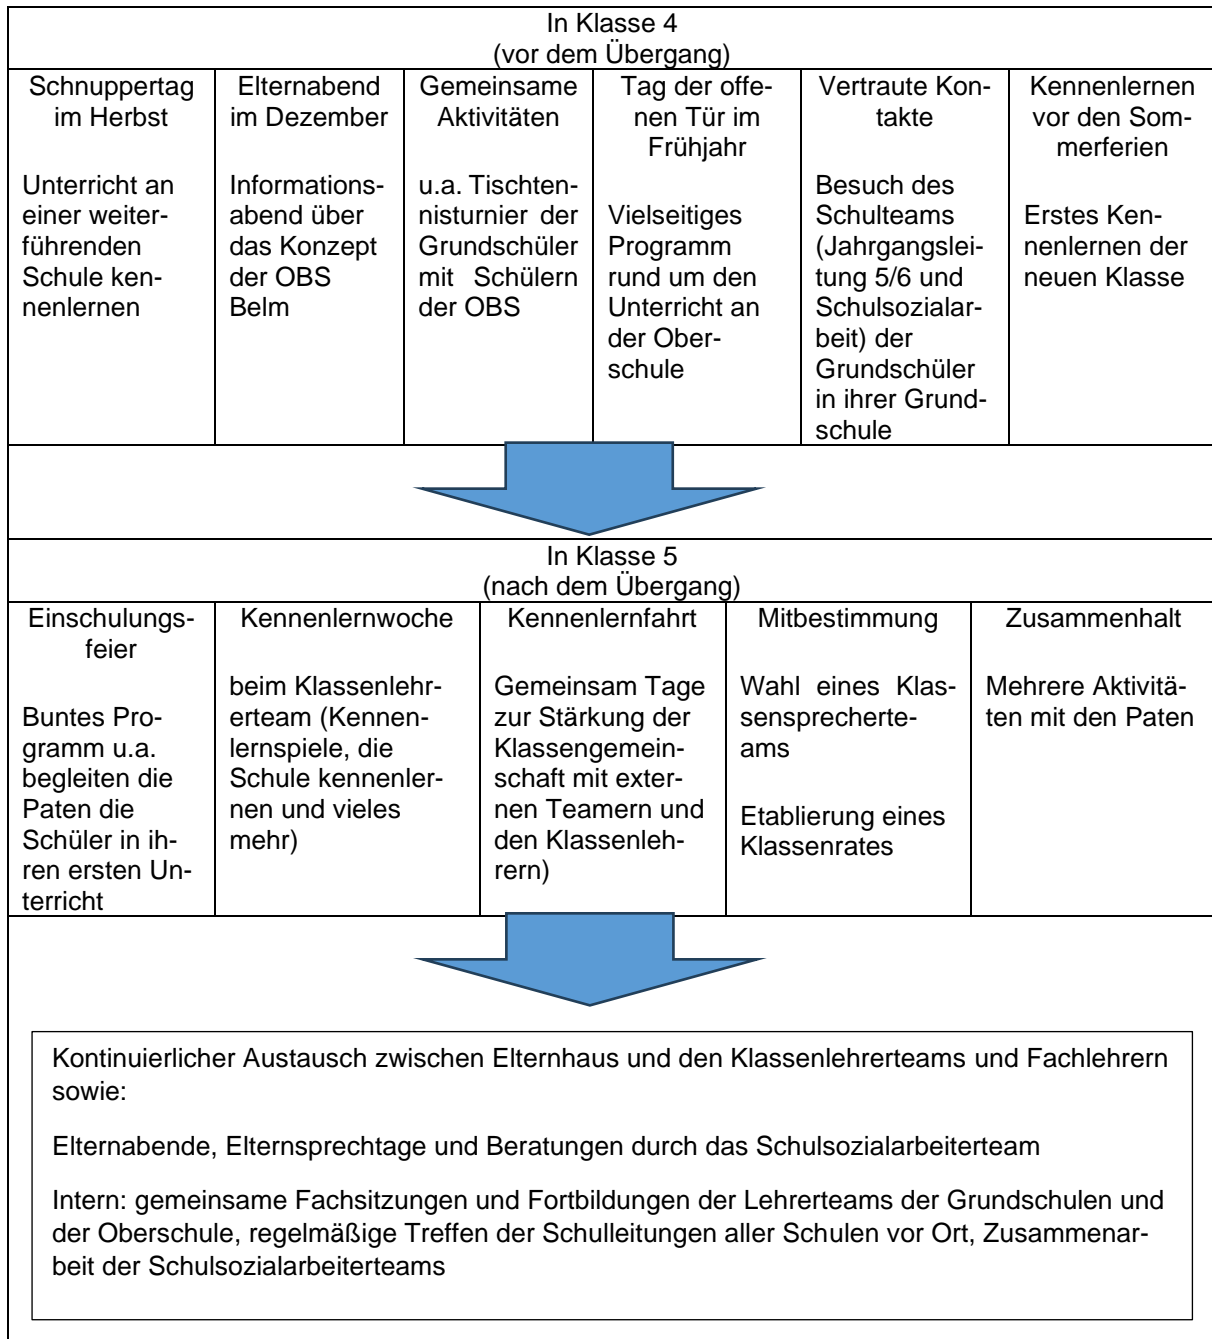 In Klasse 4
(vor dem Übergang)
Schnuppertag
im Herbst
Unterricht an
einer weiter-
führenden
Schule ken-
nenlernen
Elternabend
im Dezember
Informations-
abend über
das Konzept
der OBS
Belm
Gemeinsame
Aktivitäten
u.a. Tischten-
nisturnier der
Grundschüler
mit Schülern
der OBS
Tag der offe-
nen Tür im
Frühjahr
Vielseitiges
Programm
rund um den
Unterricht an
der Ober-
schule
Vertraute Kon-
takte
Besuch des
Schulteams
(Jahrgangslei-
tung 5/6 und
Schulsozialar-
beit) der
Grundschüler
in ihrer Grund-
schule
Kennenlernen
vor den Som-
merferien
Erstes Ken-
nenlernen der
neuen Klasse
In Klasse 5
(nach dem Übergang)
Einschulungs-
feier
Buntes Pro-
gramm u.a.
begleiten die
Paten die
Schüler in ih-
ren ersten Un-
terricht
Kennenlernwoche
beim Klassenlehr-
erteam (Kennen-
lernspiele, die
Schule kennenler-
nen und vieles
mehr)
Kennenlernfahrt
Gemeinsam Tage
zur Stärkung der
Klassengemein-
schaft mit exter-
nen Teamern und
den Klassenleh-
rern)
Mitbestimmung
Wahl eines Klas-
sensprecherte-
ams
Etablierung eines
Klassenrates
Zusammenhalt
Mehrere Aktivitä-
ten mit den Paten
Kontinuierlicher Austausch zwischen Elternhaus und den Klassenlehrerteams und Fachlehrern
sowie:
Elternabende, Elternsprechtage und Beratungen durch das Schulsozialarbeiterteam
Intern: gemeinsame Fachsitzungen und Fortbildungen der Lehrerteams der Grundschulen und
der Oberschule, regelmäßige Treffen der Schulleitungen aller Schulen vor Ort, Zusammenar-
beit der Schulsozialarbeiterteams